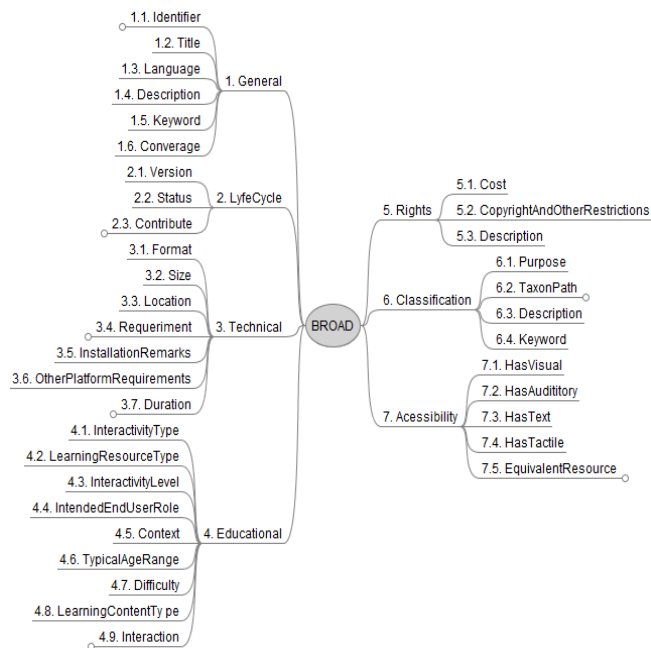 1.1. Identifier
1.2. Title
1.3. Language
1.4. Description
1.5. Keyword
1.6. Converage
1. General
2.1. Version
2.2. Status
2.3. Contribute
2. LyfeCycle
3.1. Format
3.2. Size
3.3. Location
3.4. Requeriment
3.5. InstallationRemarks
3.6. OtherPlatformRequirements
3.7. Duration
3. Technical
4.1. InteractivityType
4.2. LearningResourceType
4.3. InteractivityLevel
4.4. IntendedEndUserRole
4.5. Context
4.6. TypicalAgeRange
4.7. Difficulty
4.8. LearningContentType
4.9. Interaction
4. Educational
BROAD
5. Rights
5.1. Cost
5.2. CopyrightAndOtherRestrictions
5.3. Description
6. Classification
6.1. Purpose
6.2. TaxonPath
6.3. Description
6.4. Keyword
7. Acessibility
7.1. HasVisual
7.2. HasAudititory
7.3. HasText
7.4. HasTactile
7.5. EquivalentResource